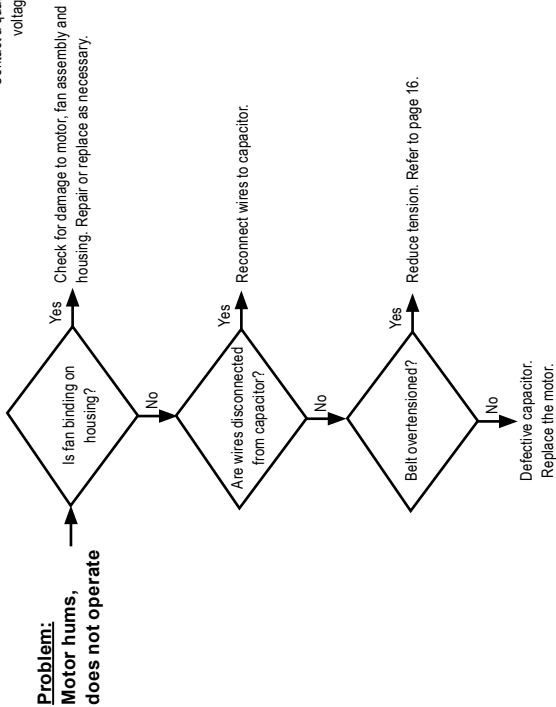 Problem:
Motor hums,
does not operate
Is fan binding on
housing?
Yes
Check for damage to motor, fan assembly and
housing. Repair or replace as necessary.
No
Are wires disconnected
from capacitor?
Yes
Reconnect wires to capacitor.
No
Belt overtensioned?
Yes
Reduce tension. Refer to page 16.
No
Defective capacitor.
Replace the motor.